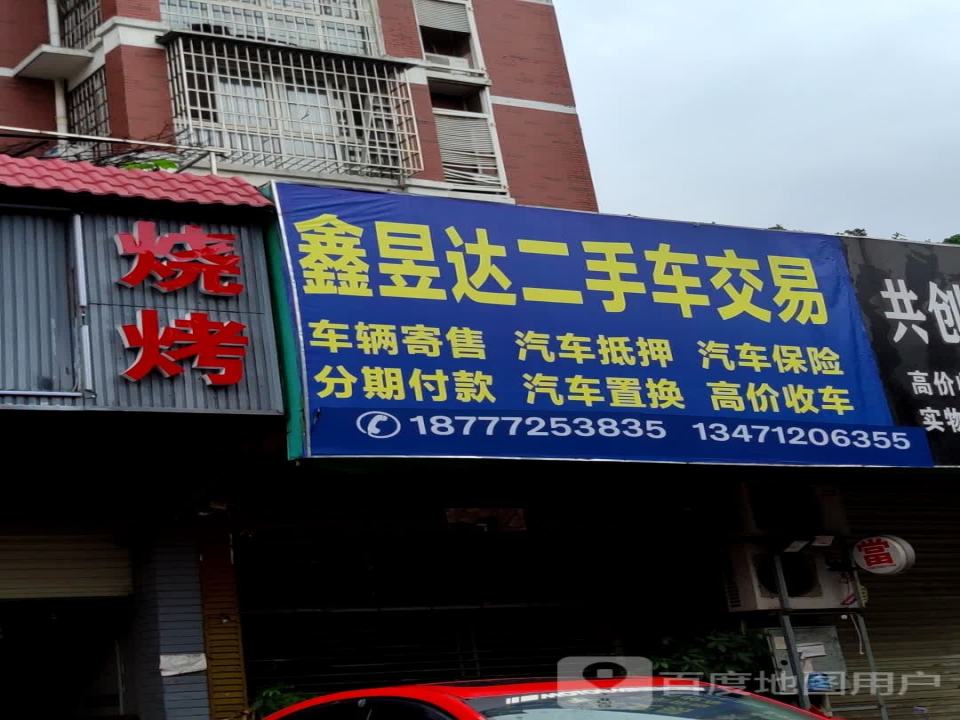 烧烤
鑫昱达二手车交易
车辆寄售 汽车抵押 汽车保险
分期付款 汽车置换 高价收车
18777253835 13471206355
共创
高价收
实物
當
百度地图用户